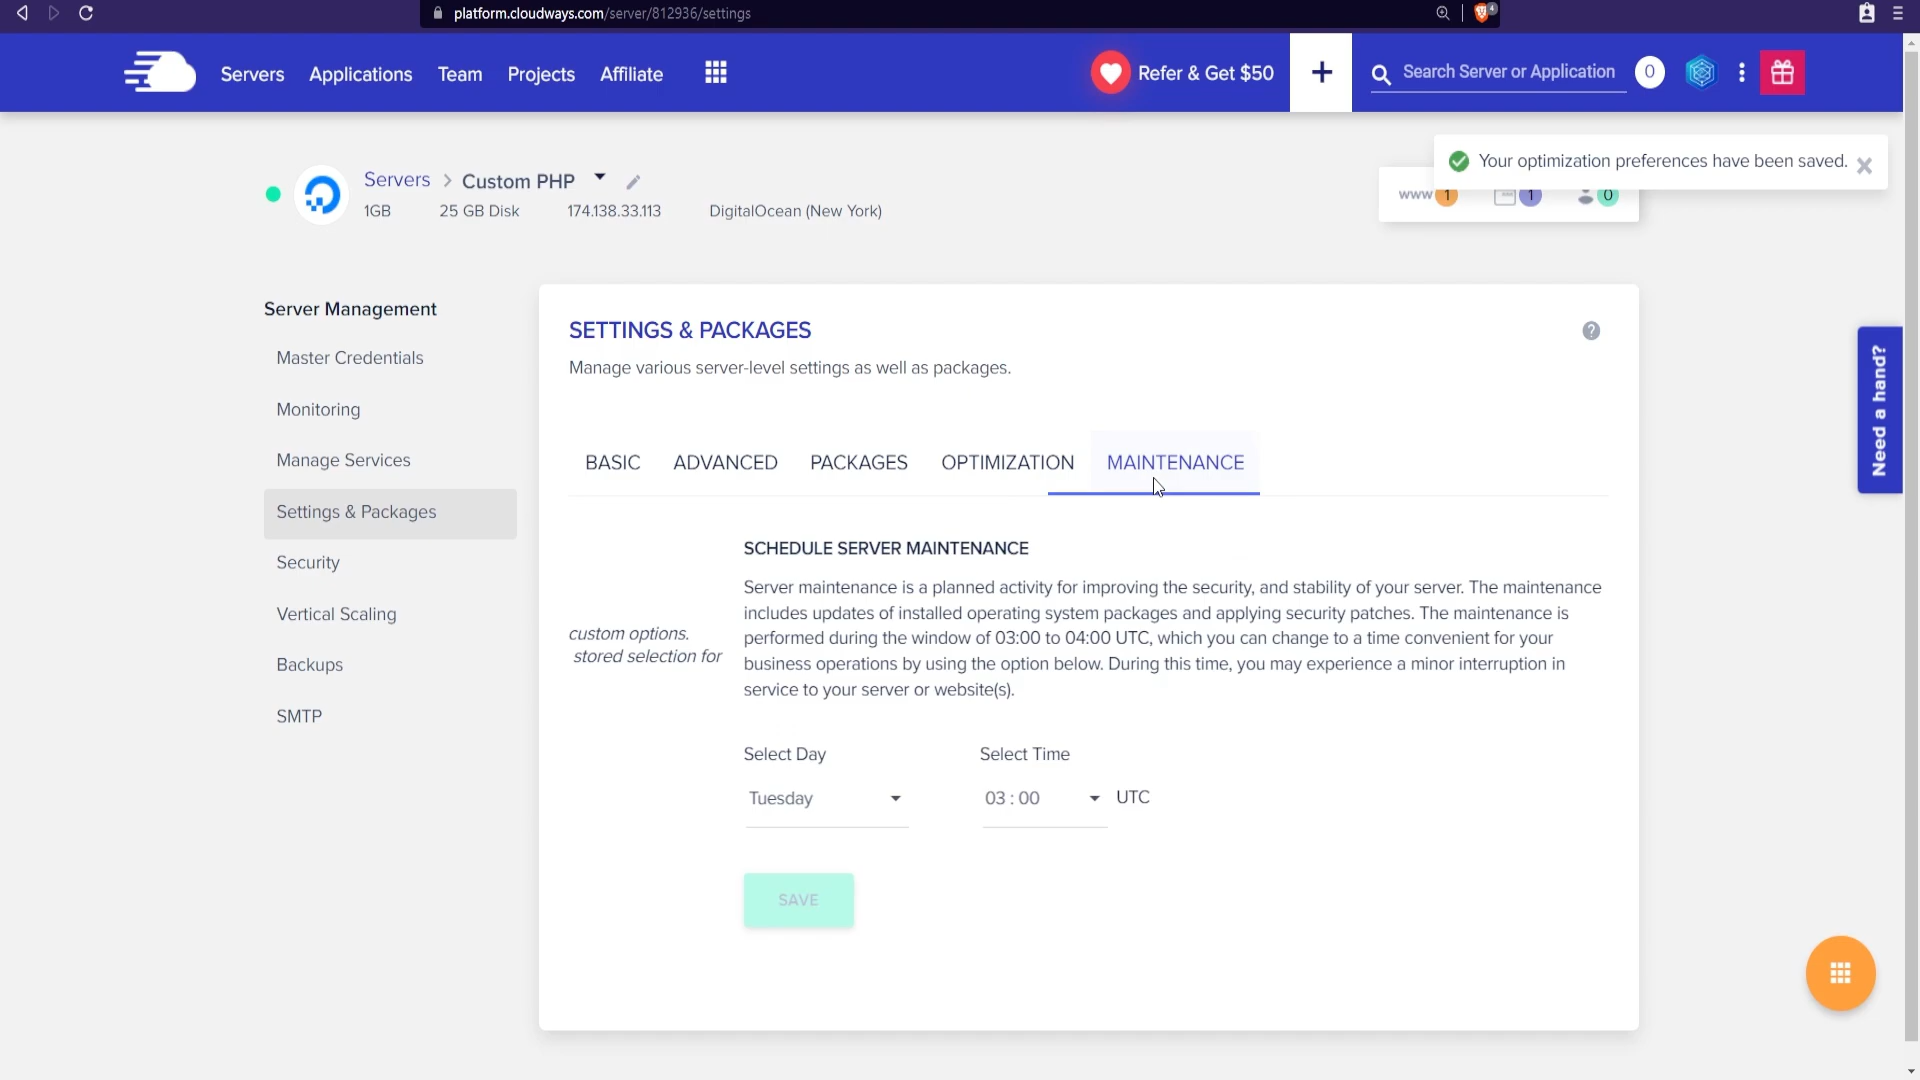 platform.cloudways.com/server/812936/settings
4
Servers
Applications
Team
Projects
Affiliate
Refer & Get $50
+
Search Server or Application
0
Your optimization preferences have been saved.
Servers > Custom PHP
1GB
25 GB Disk
174.138.33.113
DigitalOcean (New York)
www 1
1
0
Server Management
Master Credentials
Monitoring
Manage Services
Settings & Packages
Security
Vertical Scaling
Backups
SMTP
SETTINGS & PACKAGES
?
Manage various server-level settings as well as packages.
BASIC
ADVANCED
PACKAGES
OPTIMIZATION
MAINTENANCE
custom options.
stored selection for
SCHEDULE SERVER MAINTENANCE
Server maintenance is a planned activity for improving the security, and stability of your server. The maintenance
includes updates of installed operating system packages and applying security patches. The maintenance is
performed during the window of 03:00 to 04:00 UTC, which you can change to a time convenient for your
business operations by using the option below. During this time, you may experience a minor interruption in
service to your server or website(s).
Select Day
Select Time
Tuesday
03 : 00
UTC
SAVE
Need a hand?